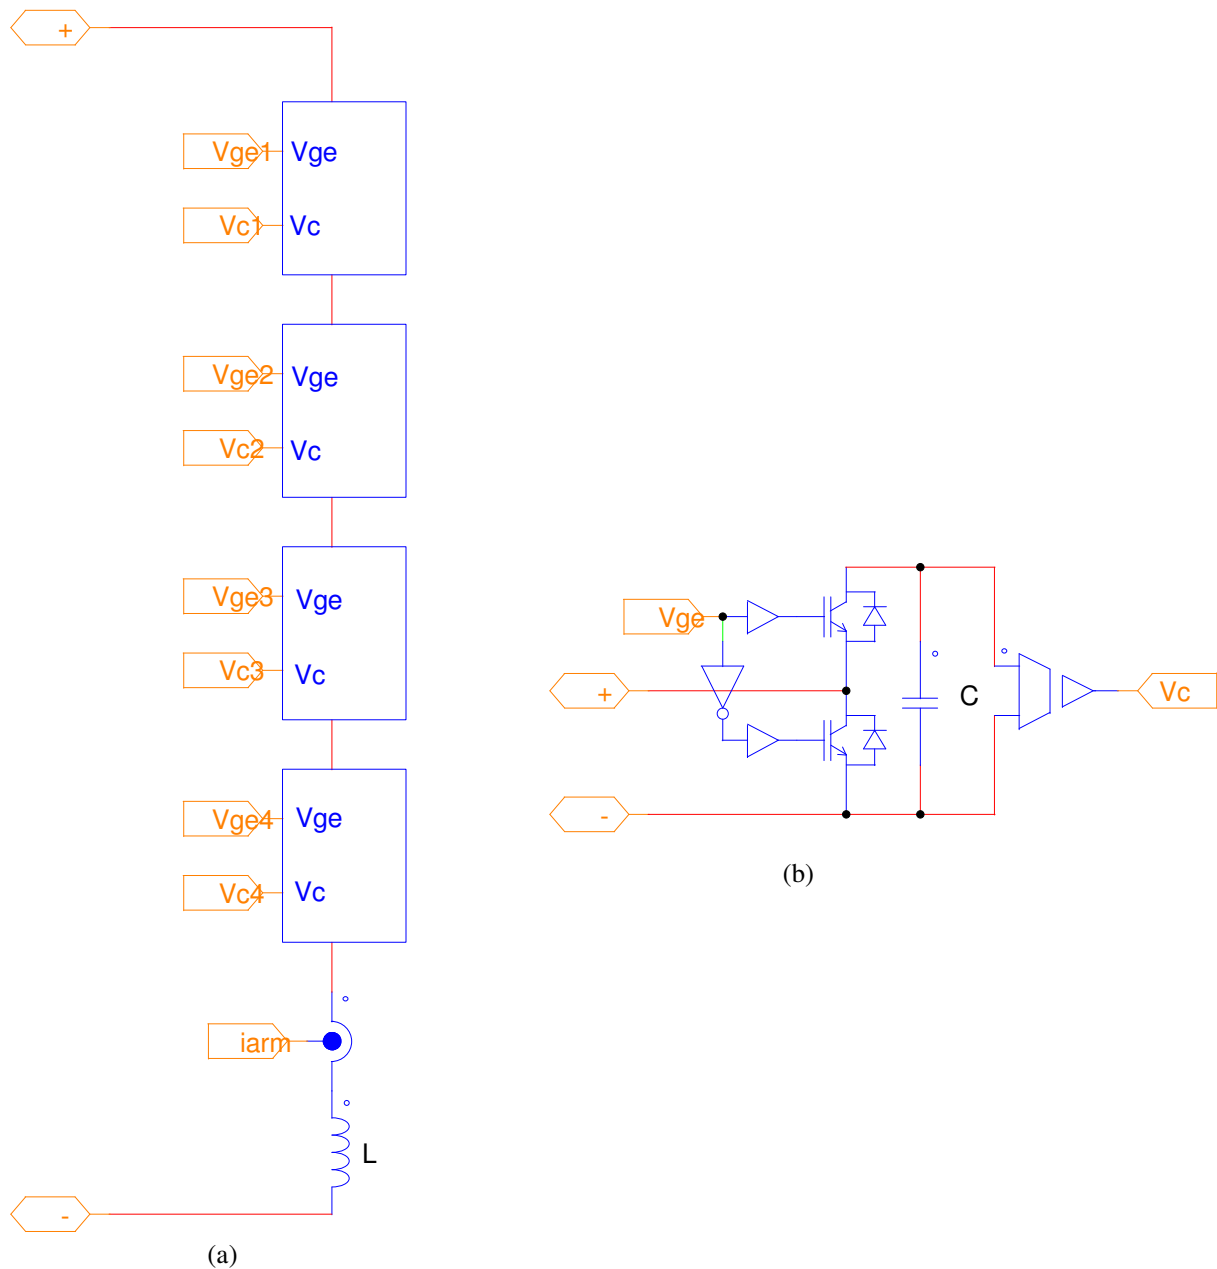 +
Vge1 Vge
Vc1 Vc
Vge2 Vge
Vc2 Vc
Vge3 Vge
Vc3 Vc
Vge4 Vge
Vc4 Vc
iarm
L
-
(a)
Vge
+
C
Vc
-
(b)